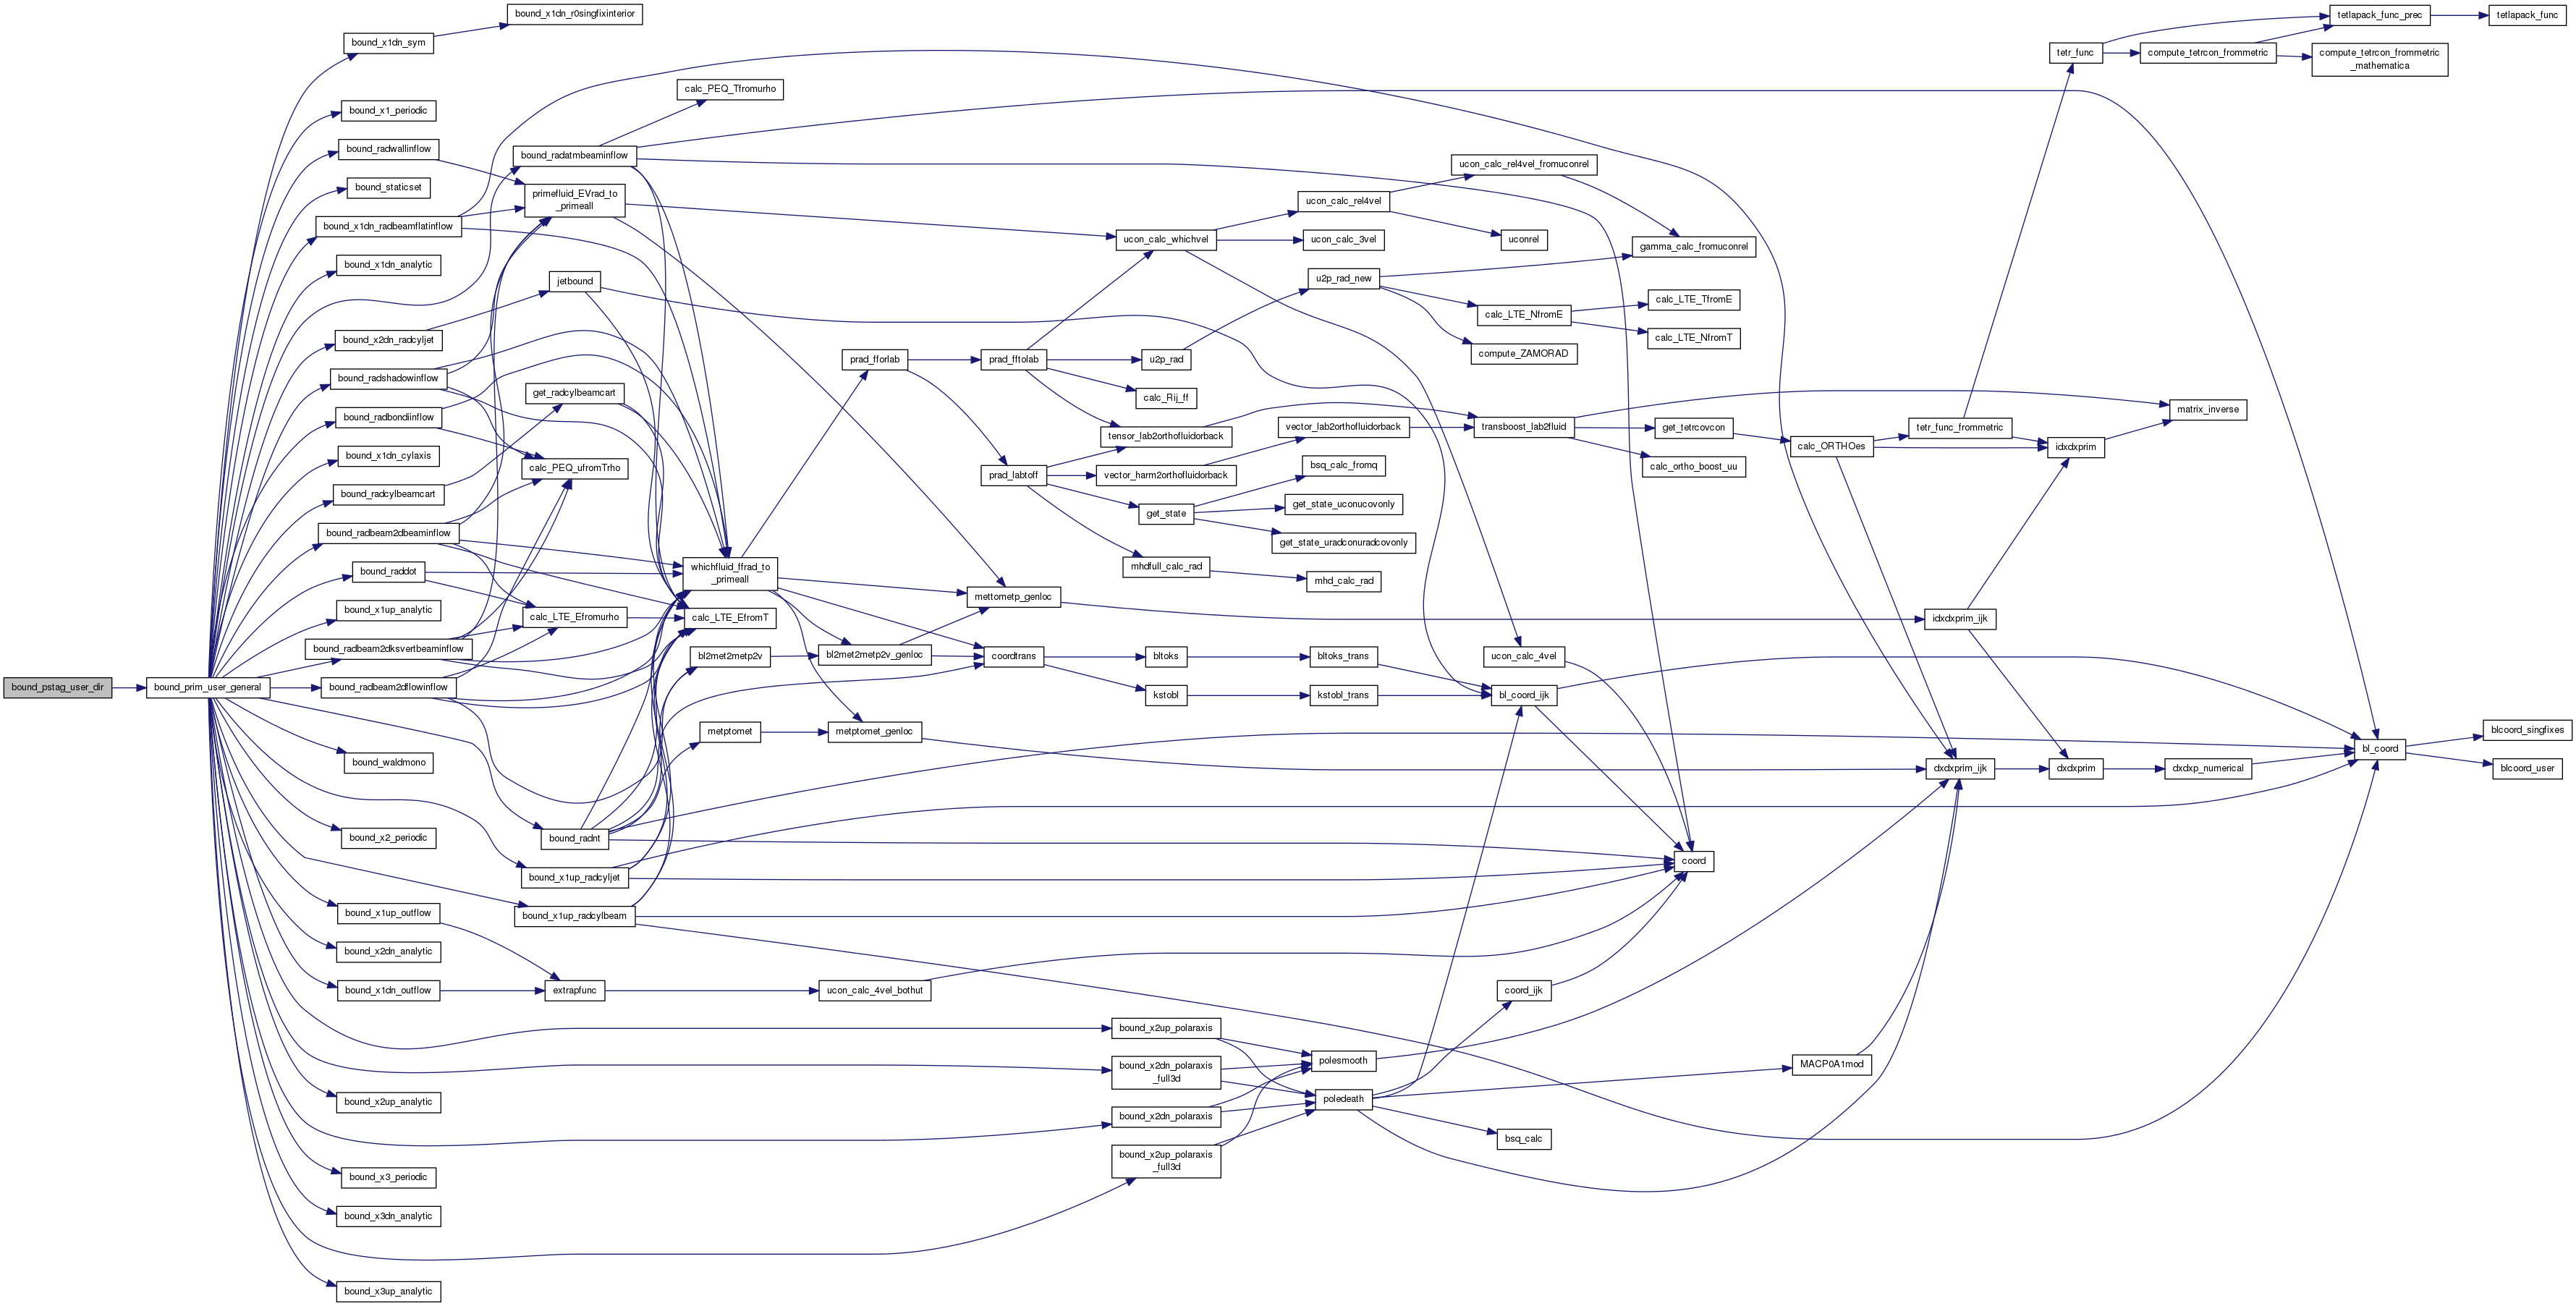 bound_pstag_user_dir
bound_prim_user_general
bound_x1dn_sym
bound_x1_periodic
bound_radwallinflow
bound_staticset
bound_x1dn_radbeamflatinflow
bound_x1dn_analytic
bound_x2dn_radcyljet
bound_radshadowinflow
bound_radbondiinflow
bound_x1dn_cylaxis
bound_radcylbeamcart
bound_radbeam2dbeaminflow
bound_raddot
bound_x1up_analytic
bound_radbeam2dksvertbeaminflow
bound_radbeam2dflowinflow
bound_waldmono
bound_x2_periodic
bound_x1up_outflow
bound_x2dn_analytic
bound_x1dn_outflow
bound_x2up_analytic
bound_x3_periodic
bound_x3dn_analytic
bound_x3up_analytic
bound_x1dn_r0singfixinterior
bound_radatmbeaminflow
primefluid_EVrad_to
_primeall
jetbound
get_radcylbeamcart
calc_PEQ_ufromTrho
calc_LTE_Efromurho
bound_radnt
bound_x1up_radcyljet
bound_x1up_radcylbeam
extrapfunc
calc_PEQ_Tfromurho
whichfluid_ffrad_to
_primeall
calc_LTE_EfromT
bl2met2metp2v
metptomet
prad_fforlab
bl2met2metp2v_genloc
metptomet_genloc
ucon_calc_4vel_bothut
prad_fftolab
prad_labtoff
mettometp_genloc
coordtrans
ucon_calc_whichvel
u2p_rad
calc_Rij_ff
tensor_lab2orthofluidorback
vector_harm2orthofluidorback
get_state
mhdfull_calc_rad
bltoks
kstobl
bound_x2up_polaraxis
bound_x2dn_polaraxis
_full3d
bound_x2dn_polaraxis
bound_x2up_polaraxis
_full3d
ucon_calc_rel4vel
ucon_calc_3vel
u2p_rad_new
vector_lab2orthofluidorback
bsq_calc_fromq
get_state_uconucovonly
get_state_uradconuradcovonly
mhd_calc_rad
bltoks_trans
kstobl_trans
polesmooth
poledeath
ucon_calc_rel4vel_fromuconrel
uconrel
calc_LTE_NfromE
compute_ZAMORAD
transboost_lab2fluid
ucon_calc_4vel
bl_coord_ijk
coord_ijk
bsq_calc
gamma_calc_fromuconrel
calc_LTE_TfromE
calc_LTE_NfromT
get_tetrcovcon
calc_ortho_boost_uu
coord
calc_ORTHOes
MACP0A1mod
tetr_func_frommetric
idxdxprim_ijk
dxdxprim_ijk
tetr_func
idxdxprim
dxdxprim
compute_tetrcon_frommetric
matrix_inverse
dxdxp_numerical
tetlapack_func_prec
compute_tetrcon_frommetric
_mathematica
bl_coord
tetlapack_func
blcoord_singfixes
blcoord_user